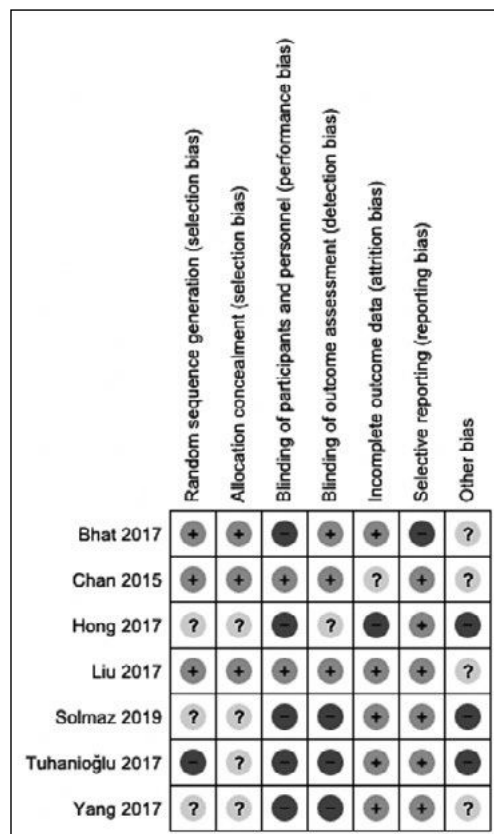 Random sequence generation (selection bias)
Allocation concealment (selection bias)
Blinding of participants and personnel (performance bias)
Blinding of outcome assessment (detection bias)
Incomplete outcome data (attrition bias)
Selective reporting (reporting bias)
Other bias
Bhat 2017 + + − + + − ?
Chan 2015 + + + + ? + ?
Hong 2017 ? ? − ? − + −
Liu 2017 + + + + + + ?
Solmaz 2019 ? ? − − + + −
Tuhanioğlu 2017 − ? − − + + −
Yang 2017 ? ? − − + + ?